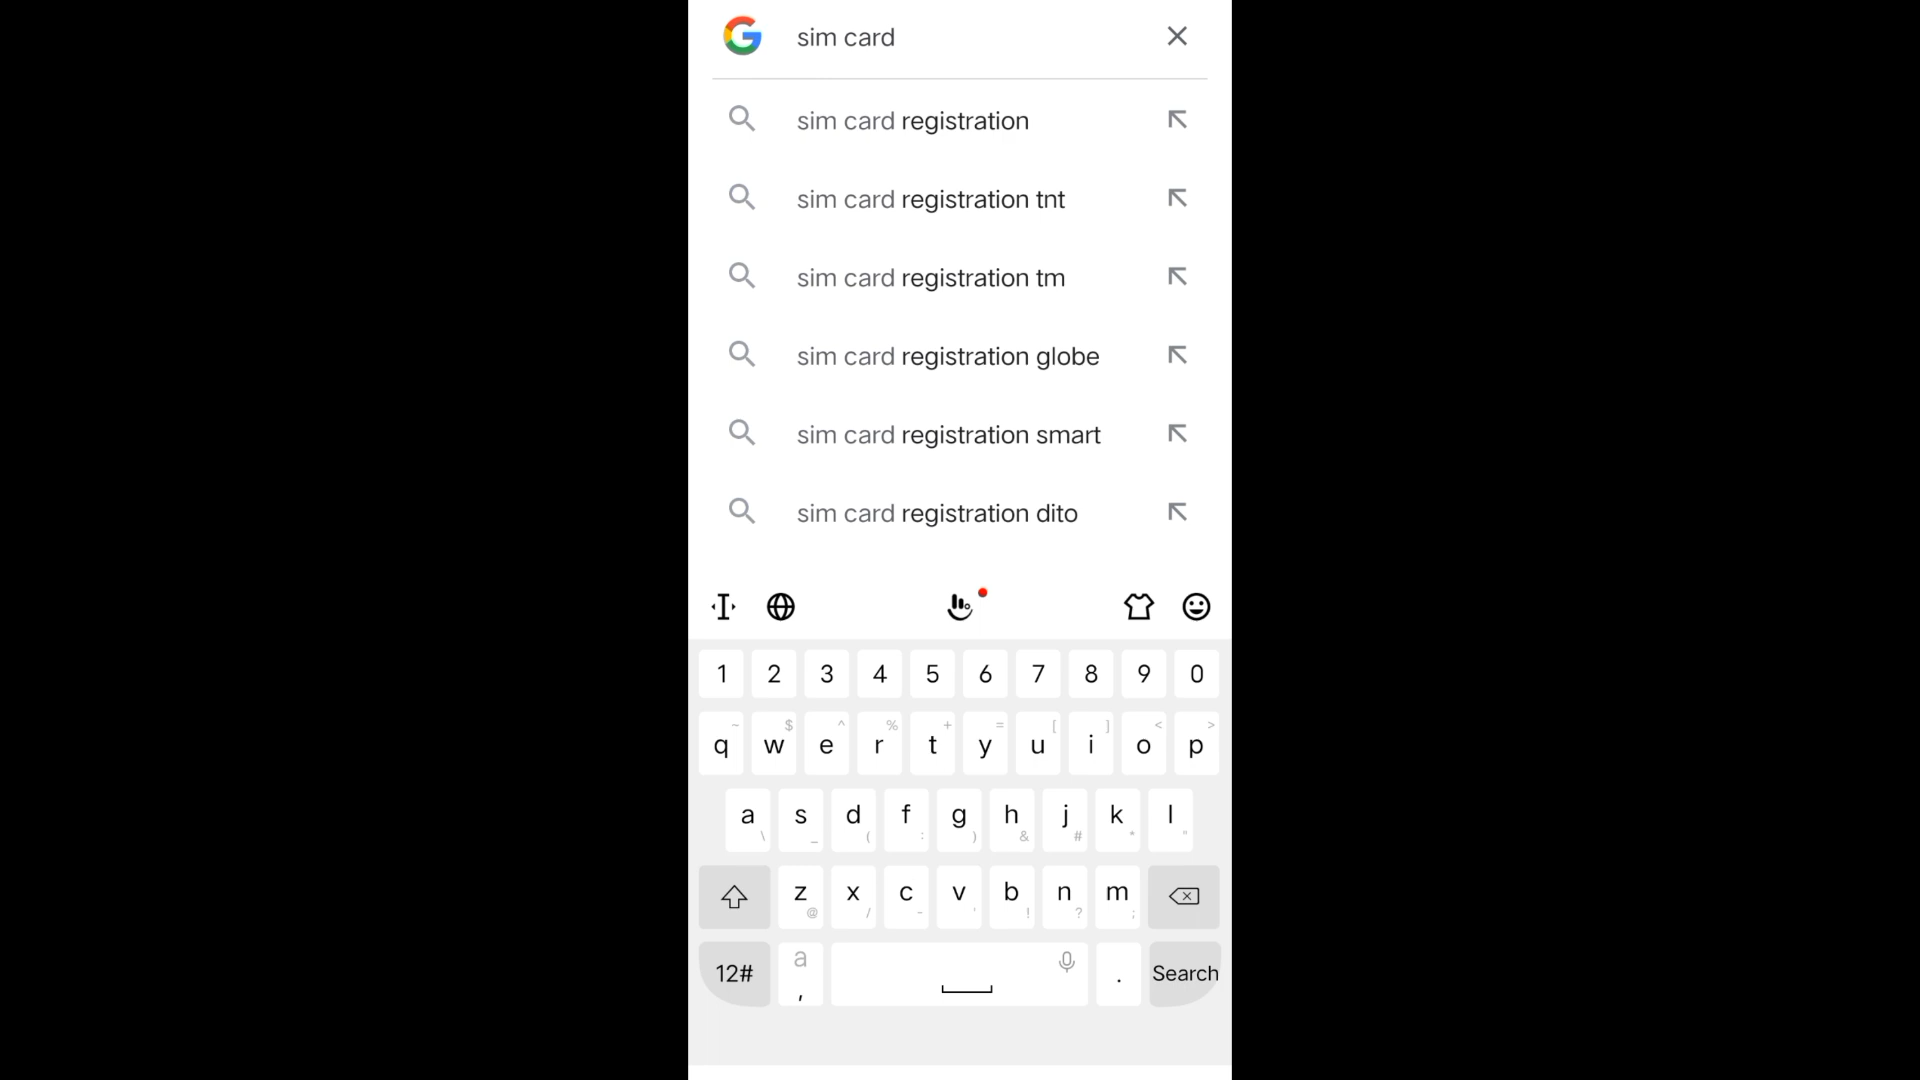 sim card
sim card registration
sim card registration tnt
sim card registration tm
sim card registration globe
sim card registration smart
sim card registration dito
1 2 3 4 5 6 7 8 9 0
~ $ ^ % + = [ ] < >
q w e r t y u i o p
a s d f g h j k l
\ _ ( : ) & # * "
z x c v b n m
@ / - ' ! ? ;
12# a , . Search